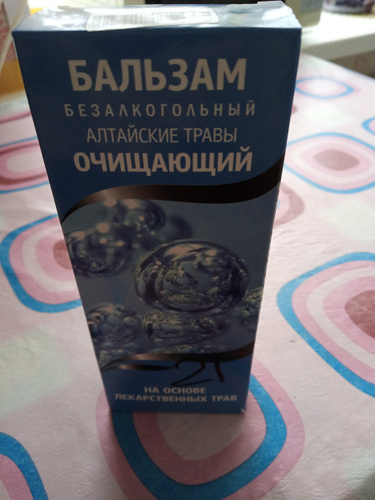 БАЛЬЗАМ
БЕЗАЛКОГОЛЬНЫЙ
АЛТАЙСКИЕ ТРАВЫ
ОЧИЩАЮЩИЙ
21
НА ОСНОВЕ
ЛЕКАРСТВЕННЫХ ТРАВ